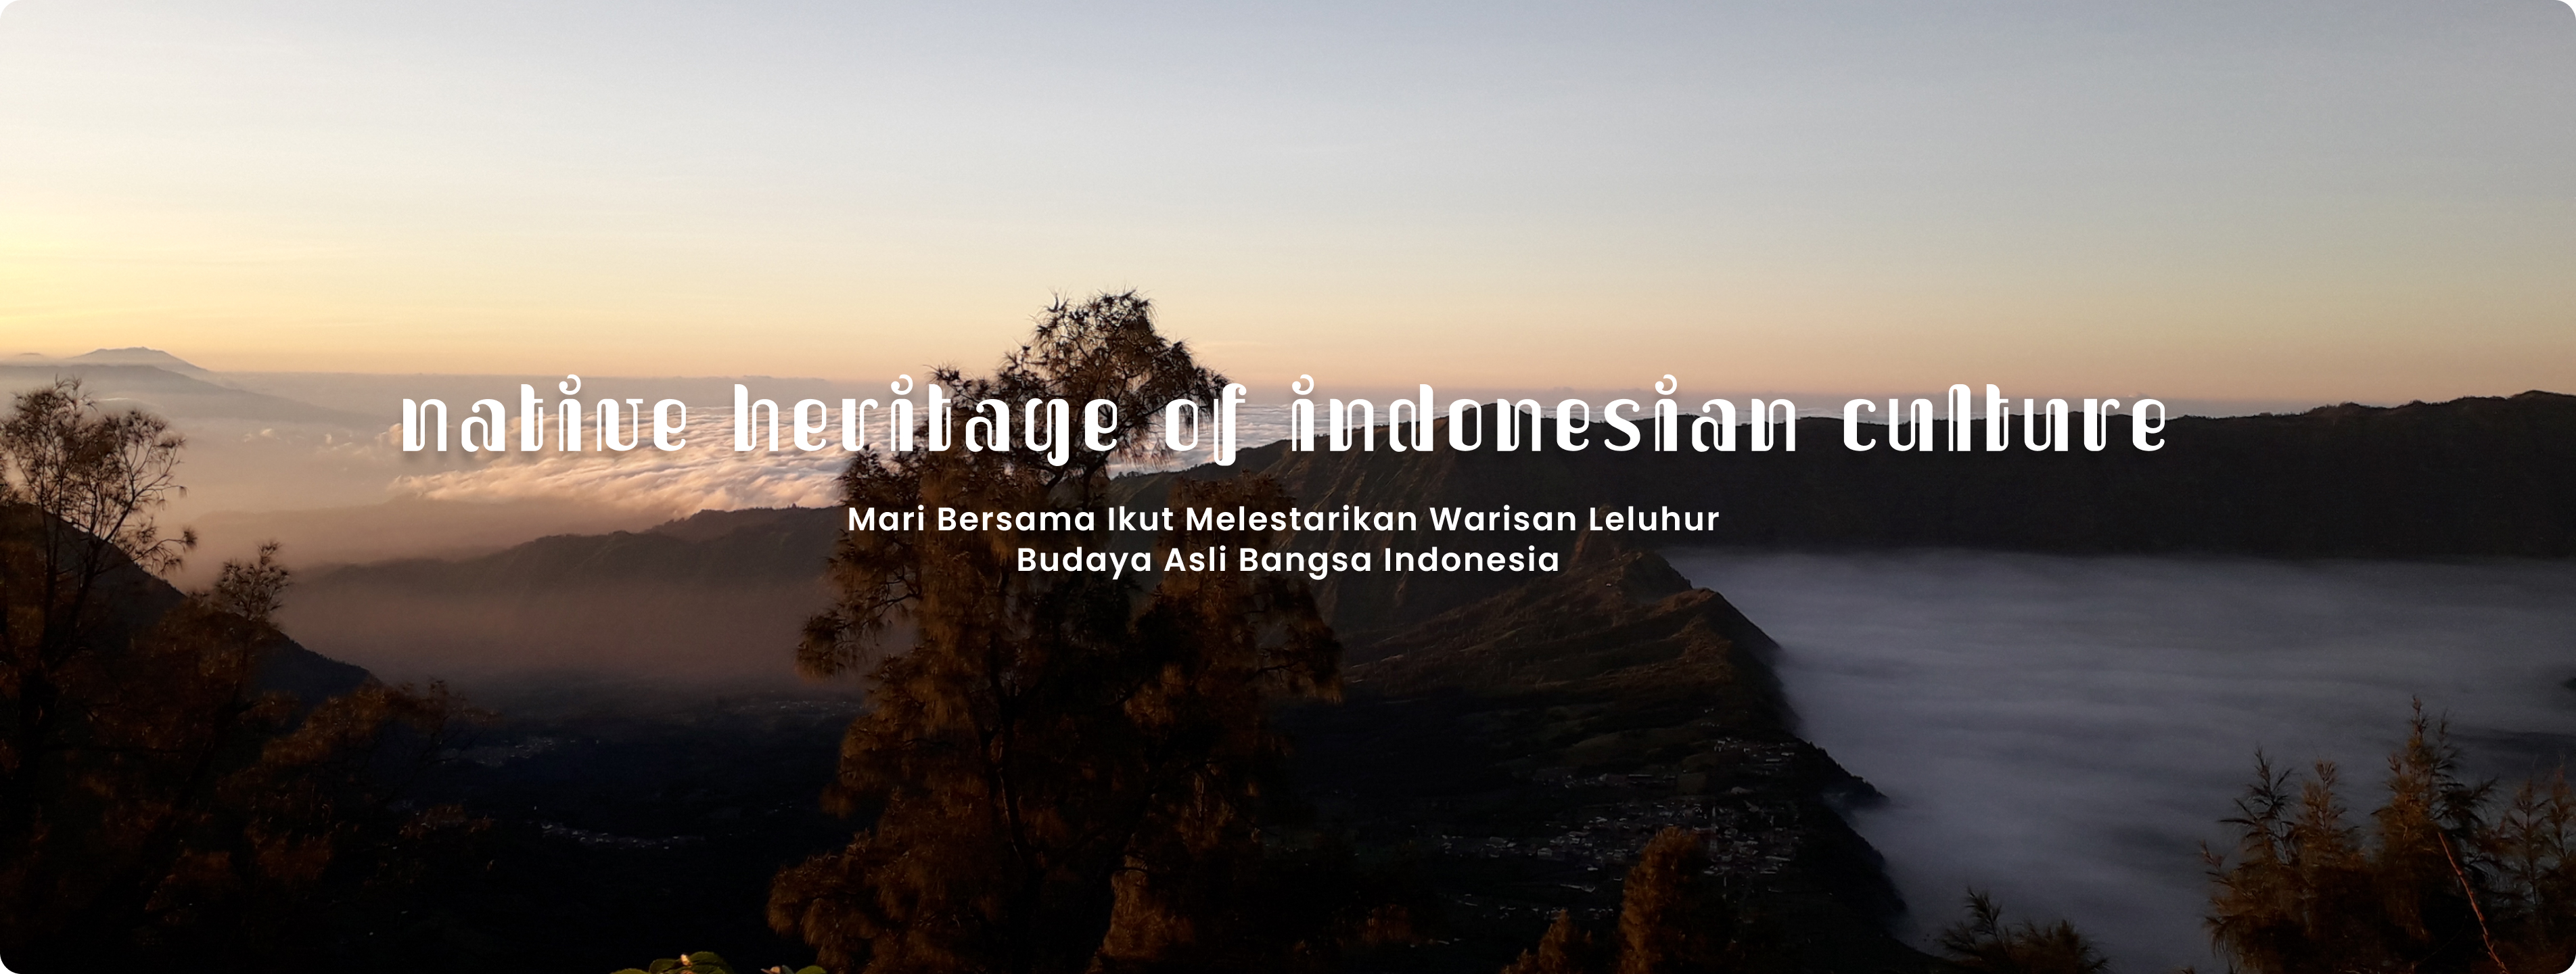 native heritage of indonesian culture
Mari Bersama Ikut Melestarikan Warisan Leluhur
Budaya Asli Bangsa Indonesia